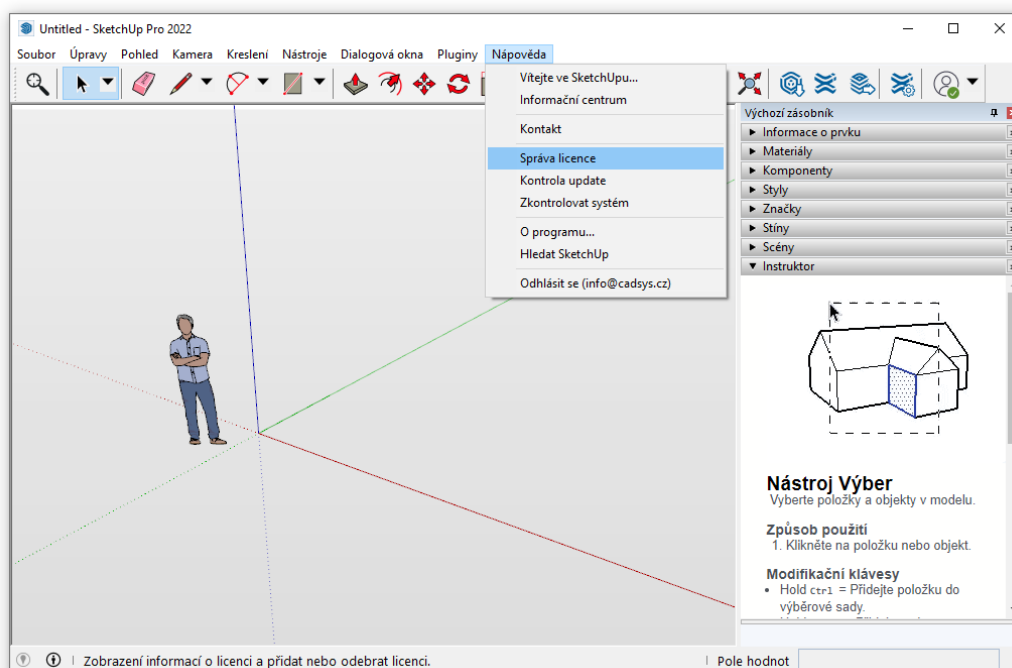 Untitled - SketchUp Pro 2022
Soubor Úpravy Pohled Kamera Kreslení Nástroje Dialogová okna Pluginy Nápověda
Vítejte ve SketchUpu...
Informační centrum
Kontakt
Správa licence
Kontrola update
Zkontrolovat systém
O programu...
Hledat SketchUp
Odhlásit se (info@cadsys.cz)
Výchozí zásobník
Informace o prvku
Materiály
Komponenty
Styly
Značky
Stíny
Scény
Instruktor
Nástroj Výber
Vyberte položky a objekty v modelu.
Způsob použití
1. Klikněte na položku nebo objekt.
Modifikační klávesy
• Hold ctrl = Přidejte položku do
výběrové sady.
Zobrazení informací o licenci a přidat nebo odebrat licenci.
Pole hodnot